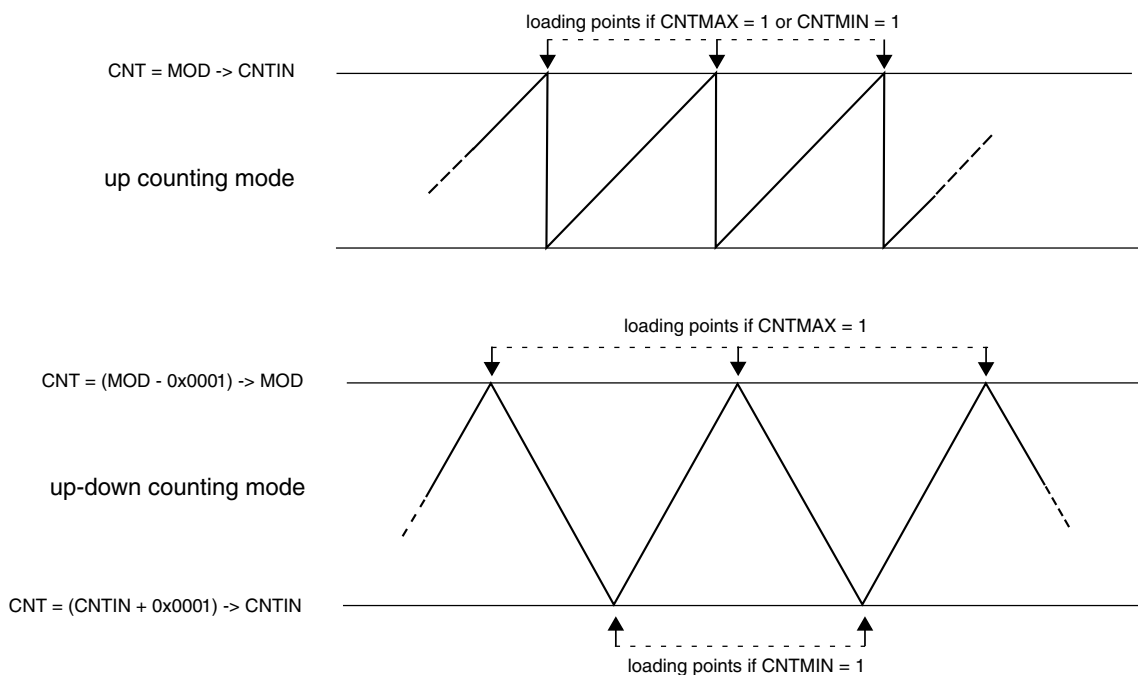 loading points if CNTMAX = 1 or CNTMIN = 1
CNT = MOD -> CNTIN
up counting mode
loading points if CNTMAX = 1
CNT = (MOD - 0x0001) -> MOD
up-down counting mode
CNT = (CNTIN + 0x0001) -> CNTIN
loading points if CNTMIN = 1